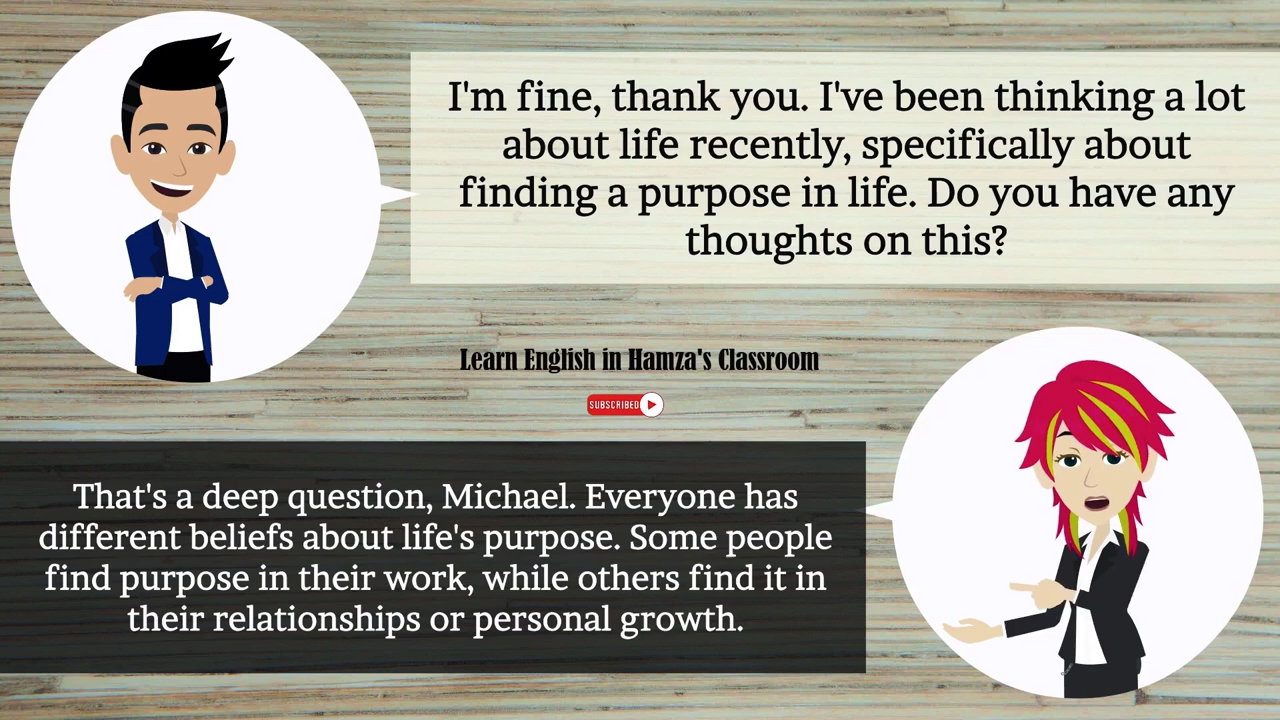 I'm fine, thank you. I've been thinking a lot
about life recently, specifically about
finding a purpose in life. Do you have any
thoughts on this?
Learn English in Hamza's Classroom
SUBSCRIBED
That's a deep question, Michael. Everyone has
different beliefs about life's purpose. Some people
find purpose in their work, while others find it in
their relationships or personal growth.